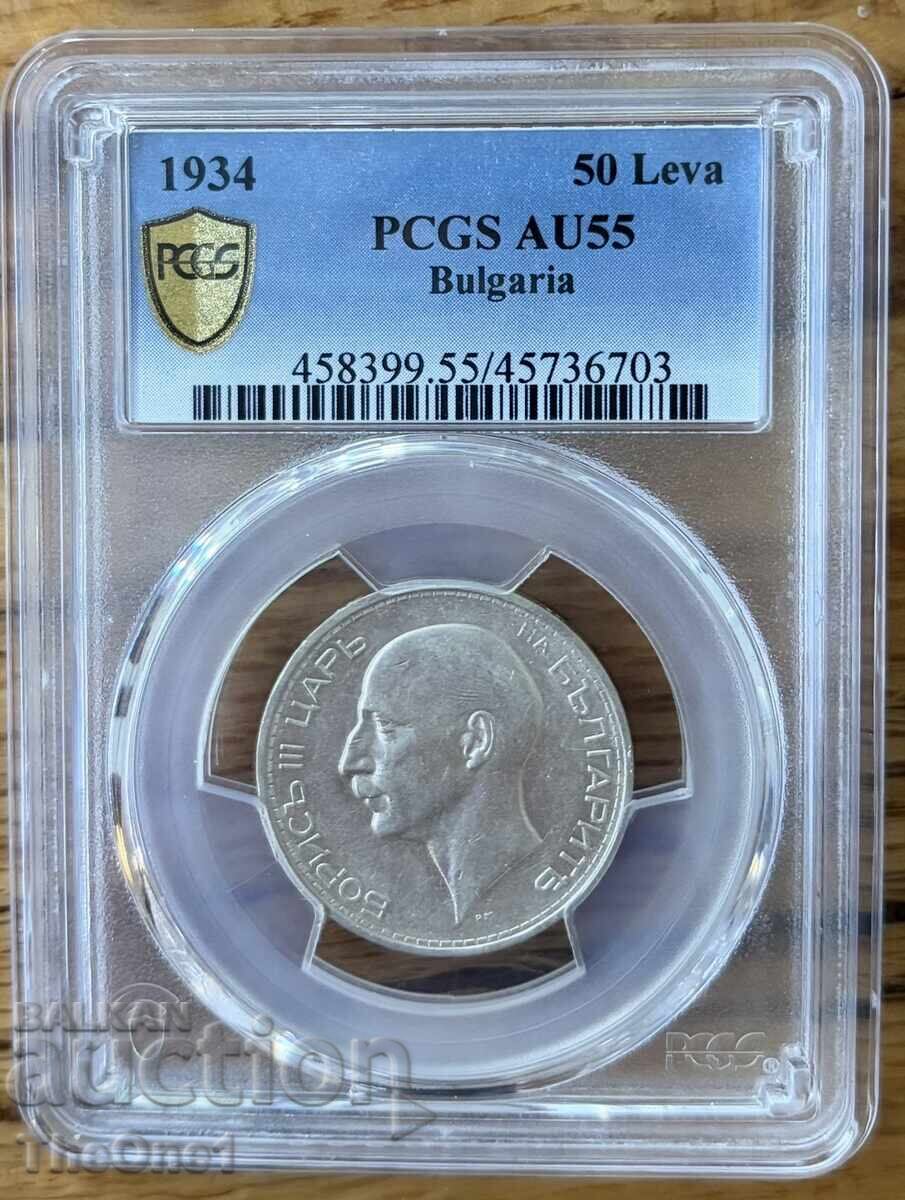 1934
50 Leva
PCGS
PCGS AU55
Bulgaria
458399.55/45736703
БОРИСЪ III ЦАРЬ
НА БЪЛГАРИТѢ
BALKAN
auction
PCGS®
TheOno1